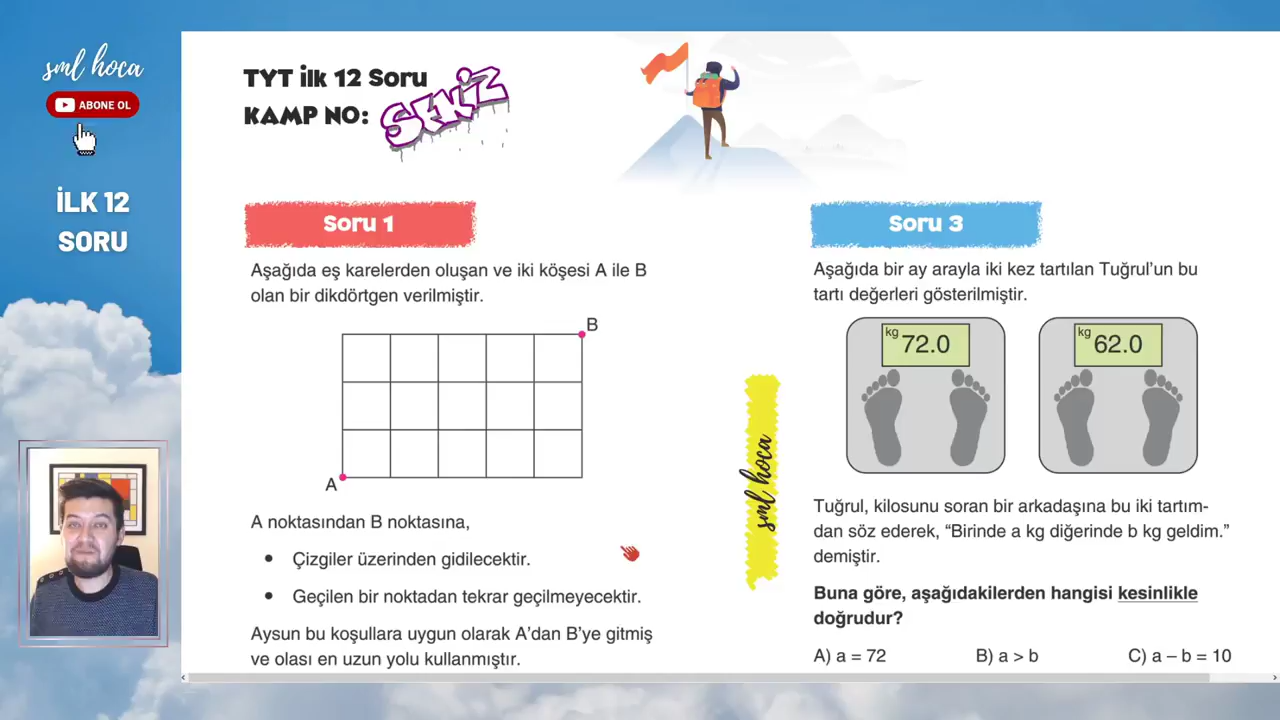 sml hoca
ABONE OL
İLK 12
SORU
TYT ilk 12 Soru
KAMP NO: SEKİZ
Soru 1
Aşağıda eş karelerden oluşan ve iki köşesi A ile B
olan bir dikdörtgen verilmiştir.
B
A
A noktasından B noktasına,
• Çizgiler üzerinden gidilecektir.
• Geçilen bir noktadan tekrar geçilmeyecektir.
Aysun bu koşullara uygun olarak A’dan B’ye gitmiş
ve olası en uzun yolu kullanmıştır.
sml hoca
Soru 3
Aşağıda bir ay arayla iki kez tartılan Tuğrul’un bu
tartı değerleri gösterilmiştir.
kg 72.0
kg 62.0
Tuğrul, kilosunu soran bir arkadaşına bu iki tartım-
dan söz ederek, “Birinde a kg diğerinde b kg geldim.”
demiştir.
Buna göre, aşağıdakilerden hangisi kesinlikle
doğrudur?
A) a = 72 B) a > b C) a – b = 10